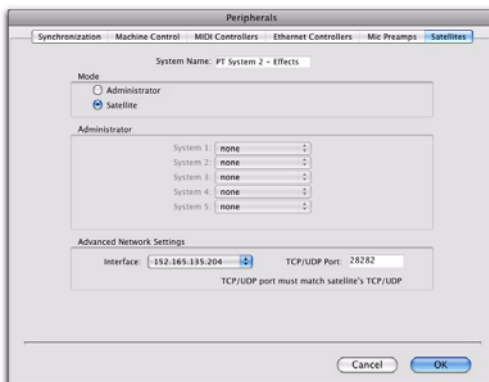 Peripherals
Synchronization Machine Control MIDI Controllers Ethernet Controllers Mic Preamps Satellites
System Name: PT System 2 – Effects
Mode
Administrator
Satellite
Administrator
System 1: none
System 2: none
System 3: none
System 4: none
System 5: none
Advanced Network Settings
Interface: 152.165.135.204 TCP/UDP Port: 28282
TCP/UDP port must match satellite's TCP/UDP
Cancel OK